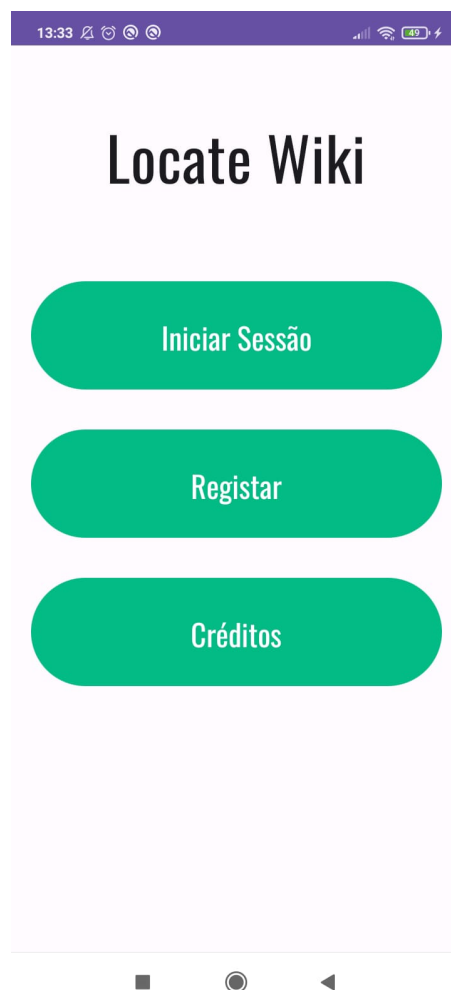 13:33
49
Locate Wiki
Iniciar Sessão
Registar
Créditos